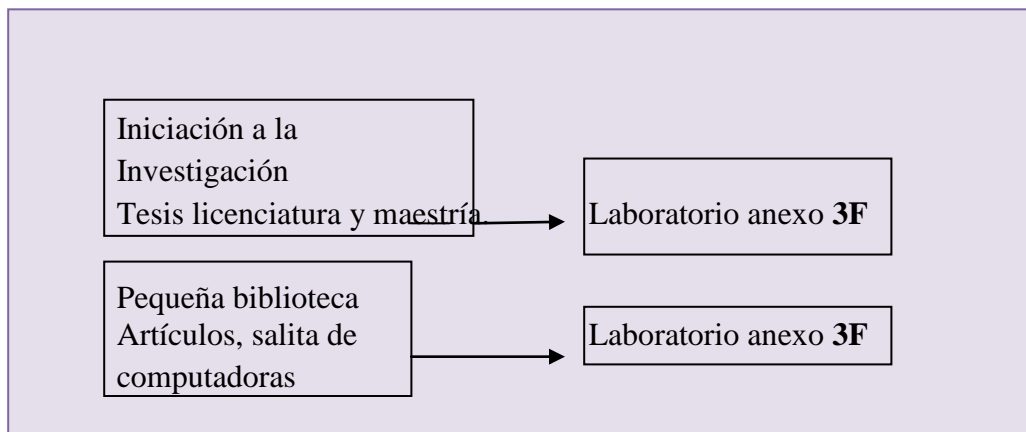 Iniciación a la
Investigación
Tesis licenciatura y maestría.
Laboratorio anexo 3F
Pequeña biblioteca
Artículos, salita de
computadoras
Laboratorio anexo 3F